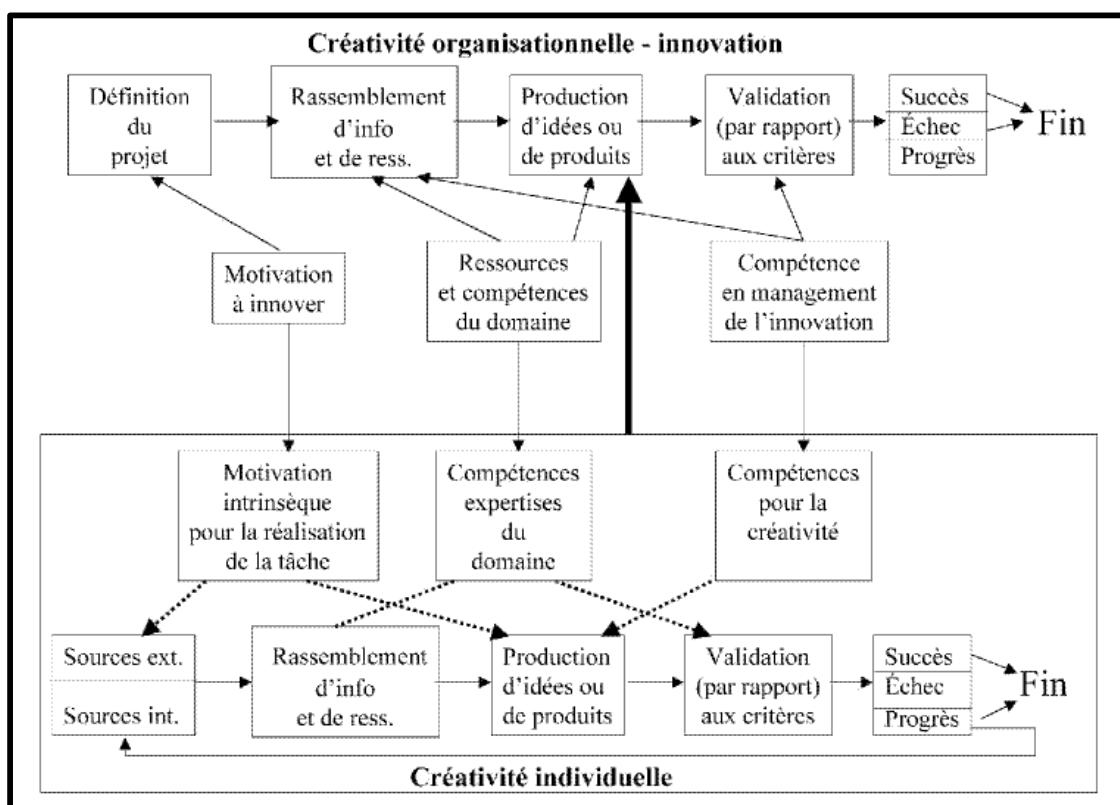 Créativité organisationnelle - innovation
Définition
du
projet
Rassemblement
d'info
et de ress.
Production
d'idées ou
de produits
Validation
(par rapport)
aux critères
Succès
Échec
Progrès
Fin
Motivation
à innover
Ressources
et compétences
du domaine
Compétence
en management
de l'innovation
Motivation
intrinsèque
pour la réalisation
de la tâche
Compétences
expertises
du
domaine
Compétences
pour la
créativité
Sources ext.
Sources int.
Rassemblement
d'info
et de ress.
Production
d'idées ou
de produits
Validation
(par rapport)
aux critères
Succès
Échec
Progrès
Fin
Créativité individuelle